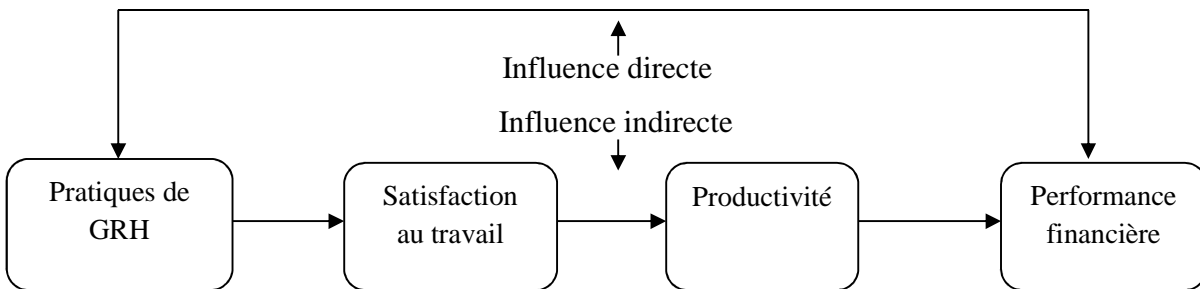 Influence directe
Influence indirecte
Pratiques de
GRH
Satisfaction
au travail
Productivité
Performance
financière